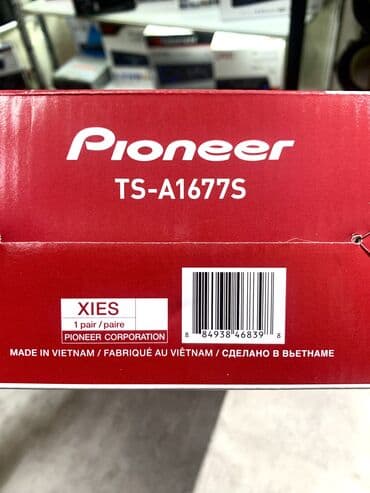 Pioneer
TS-A1677S
XIES
1 pair / paire
PIONEER CORPORATION
8 84938 46839 8
MADE IN VIETNAM / FABRIQUÉ AU VIÊTNAM / СДЕЛАНО В ВЬЕТНАМЕ